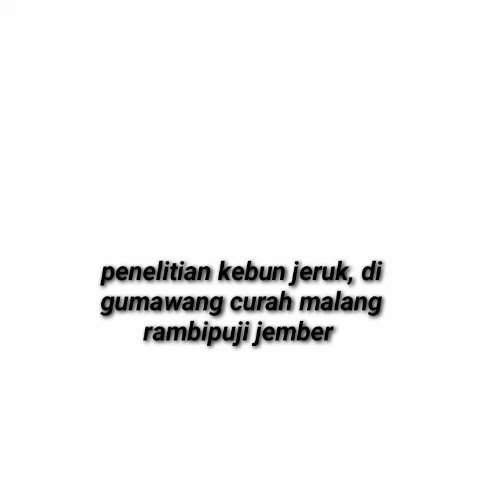 penelitian kebun jeruk, di
gumawang curah malang
rambipuji jember